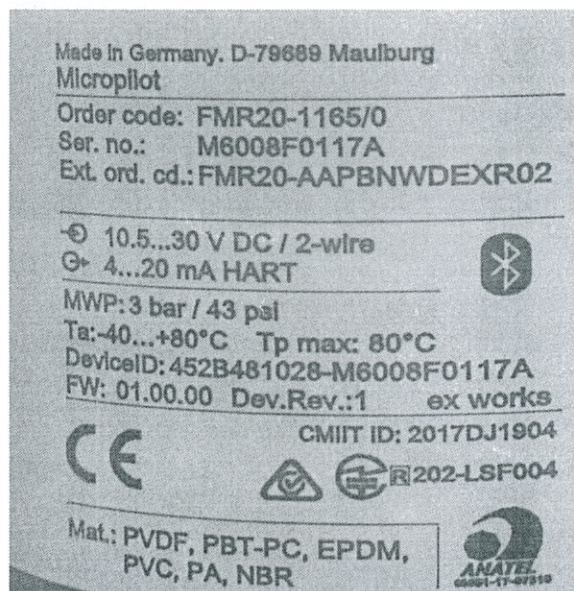 Made in Germany. D-79689 Maulburg
Micropilot
Order code: FMR20-1165/0
Ser. no.: M6008F0117A
Ext. ord. cd.: FMR20-AAPBNWDEXR02
10.5...30 V DC / 2-wire
4...20 mA HART
MWP: 3 bar / 43 psi
Ta:-40...+80°C Tp max: 80°C
DeviceID: 452B481028-M6008F0117A
FW: 01.00.00 Dev.Rev.:1 ex works
CMIIT ID: 2017DJ1904
CE
R 202-LSF004
Mat.: PVDF, PBT-PC, EPDM,
PVC, PA, NBR
ANATEL